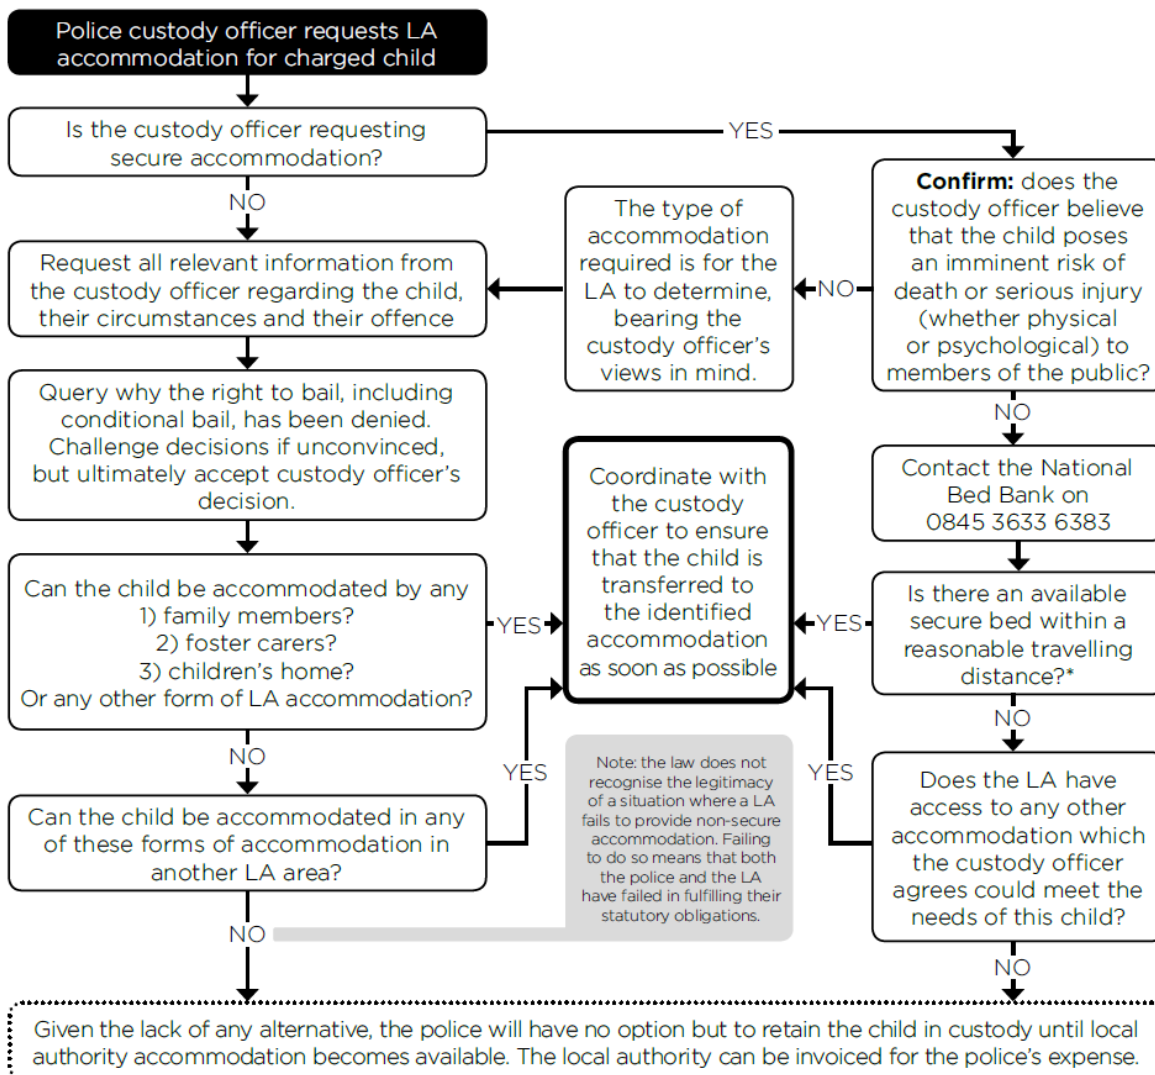 Police custody officer requests LA
accommodation for charged child
Is the custody officer requesting
secure accommodation?
YES
NO
Confirm: does the
custody officer believe
that the child poses
an imminent risk of
death or serious injury
(whether physical
or psychological) to
members of the public?
NO
The type of
accommodation
required is for the
LA to determine,
bearing the
custody officer's
views in mind.
Request all relevant information from
the custody officer regarding the child,
their circumstances and their offence
Query why the right to bail, including
conditional bail, has been denied.
Challenge decisions if unconvinced,
but ultimately accept custody officer's
decision.
NO
Contact the National
Bed Bank on
0845 3633 6383
Coordinate with
the custody
officer to ensure
that the child is
transferred to
the identified
accommodation
as soon as possible
Can the child be accommodated by any
1) family members?
2) foster carers?
3) children's home?
Or any other form of LA accommodation?
YES
YES
Is there an available
secure bed within a
reasonable travelling
distance?*
NO
NO
YES
YES
Can the child be accommodated in any
of these forms of accommodation in
another LA area?
Note: the law does not
recognise the legitimacy
of a situation where a LA
fails to provide non-secure
accommodation. Failing
to do so means that both
the police and the LA
have failed in fulfilling their
statutory obligations.
Does the LA have
access to any other
accommodation which
the custody officer
agrees could meet the
needs of this child?
NO
NO
Given the lack of any alternative, the police will have no option but to retain the child in custody until local
authority accommodation becomes available. The local authority can be invoiced for the police's expense.